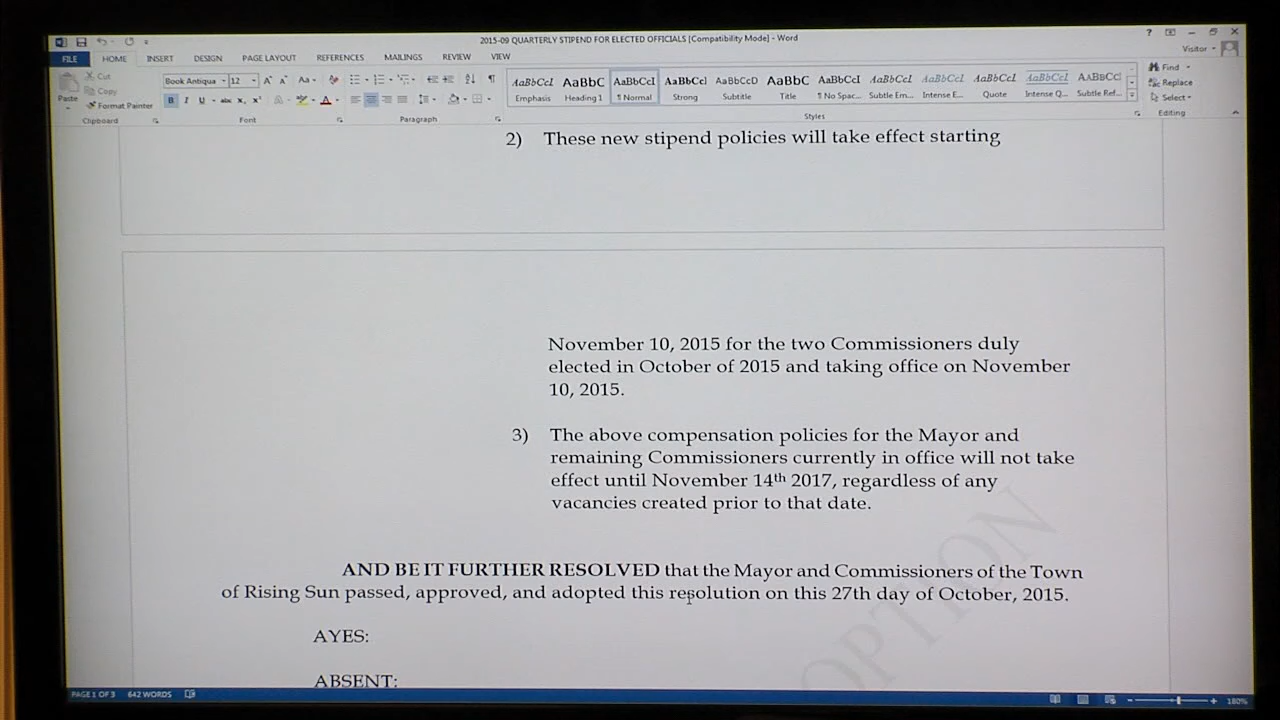 2015-09 QUARTERLY STIPEND FOR ELECTED OFFICIALS [Compatibility Mode] - Word
? 
Visitor
FILE HOME INSERT DESIGN PAGE LAYOUT REFERENCES MAILINGS REVIEW VIEW
Paste
Cut
Copy
Format Painter
Clipboard
Book Antiqua 12
B I U abc
Font
Paragraph
AaBbCcI AaBbC AaBbCcI AaBbCcI AaBbCcD AaBbC AaBbCcI AaBbCcI AaBbCcI AaBbCcI AaBbCcI AABBCCI
Emphasis Heading 1 ¶ Normal Strong Subtitle Title ¶ No Spac... Subtle Em... Intense E... Quote Intense Q... Subtle Ref...
Styles
Find
Replace
Select
Editing
2) These new stipend policies will take effect starting
November 10, 2015 for the two Commissioners duly
elected in October of 2015 and taking office on November
10, 2015.
3) The above compensation policies for the Mayor and
remaining Commissioners currently in office will not take
effect until November 14th 2017, regardless of any
vacancies created prior to that date.
AND BE IT FURTHER RESOLVED that the Mayor and Commissioners of the Town
of Rising Sun passed, approved, and adopted this resolution on this 27th day of October, 2015.
AYES:
ABSENT:
OPTION
PAGE 1 OF 3 642 WORDS
180%